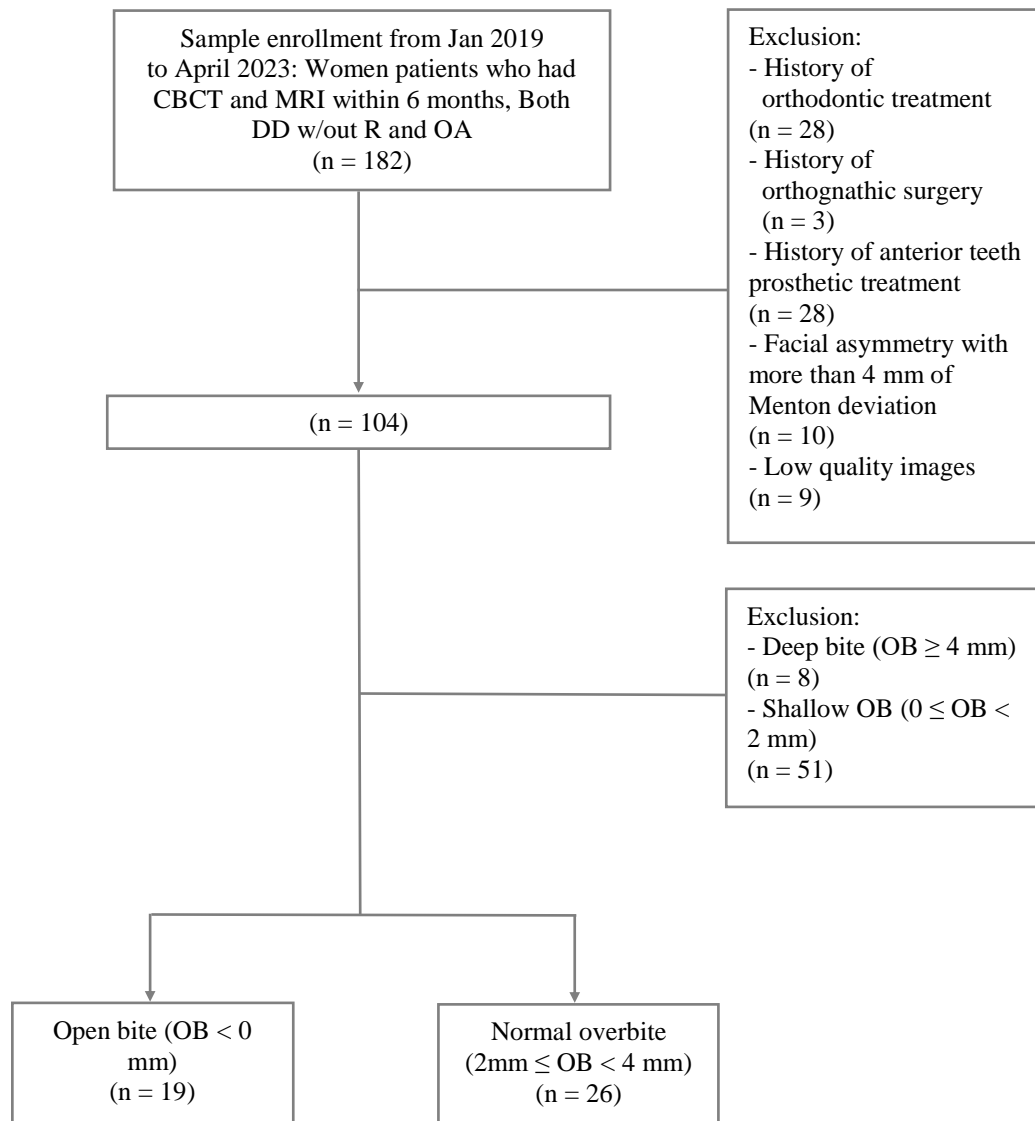 Sample enrollment from Jan 2019
to April 2023: Women patients who had
CBCT and MRI within 6 months, Both
DD w/out R and OA
(n = 182)
Exclusion:
- History of
orthodontic treatment
(n = 28)
- History of
orthognathic surgery
(n = 3)
- History of anterior teeth
prosthetic treatment
(n = 28)
- Facial asymmetry with
more than 4 mm of
Menton deviation
(n = 10)
- Low quality images
(n = 9)
(n = 104)
Exclusion:
- Deep bite (OB ≥ 4 mm)
(n = 8)
- Shallow OB (0 ≤ OB <
2 mm)
(n = 51)
Open bite (OB < 0
mm)
(n = 19)
Normal overbite
(2mm ≤ OB < 4 mm)
(n = 26)